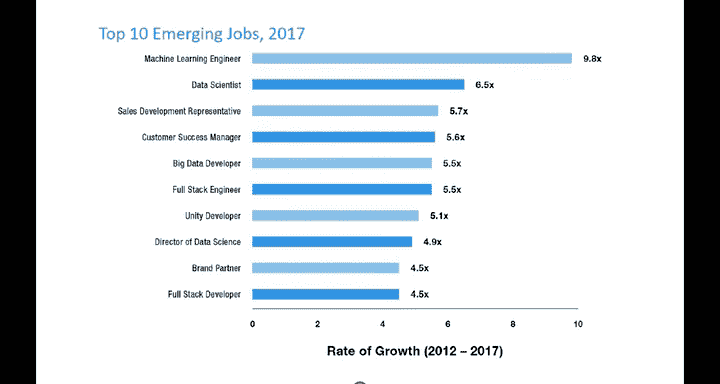 Top 10 Emerging Jobs, 2017
Machine Learning Engineer 9.8x
Data Scientist 6.5x
Sales Development Representative 5.7x
Customer Success Manager 5.6x
Big Data Developer 5.5x
Full Stack Engineer 5.5x
Unity Developer 5.1x
Director of Data Science 4.9x
Brand Partner 4.5x
Full Stack Developer 4.5x
0 2 4 6 8 10
Rate of Growth (2012 – 2017)